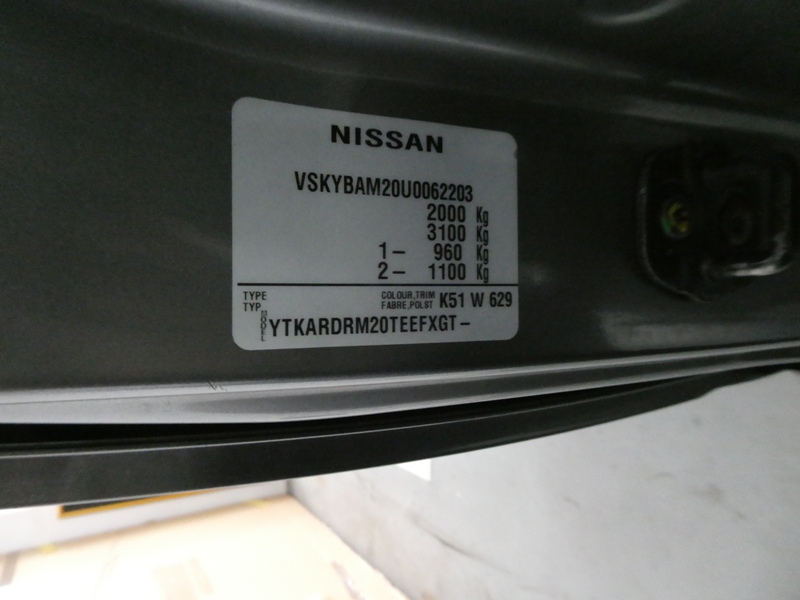 NISSAN
VSKYBAM20U0062203
2000 Kg
3100 Kg
1- 960 Kg
2- 1100 Kg
TYPE COLOUR,TRIM K51 W 629
TYP FABRE,POLST
MODEL YTKARDRM20TEEFXGT-